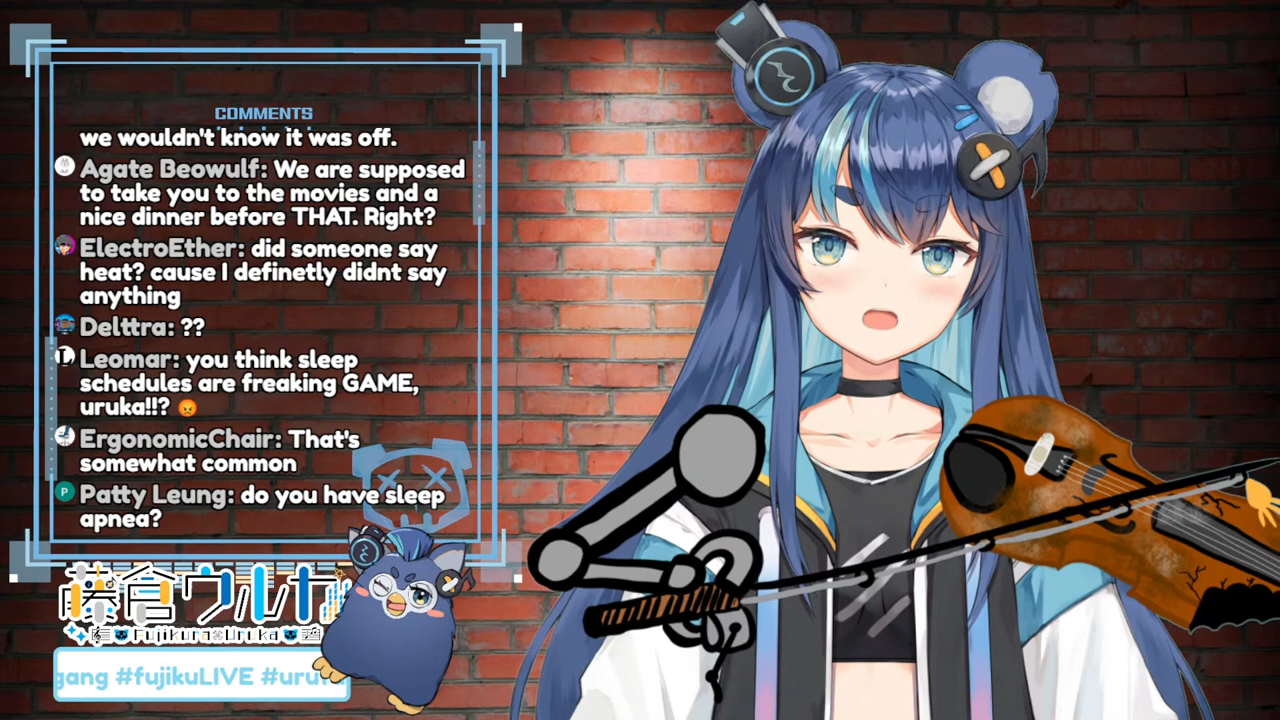 COMMENTS
we wouldn't know it was off.
Agate Beowulf: We are supposed
to take you to the movies and a
nice dinner before THAT. Right?
ElectroEther: did someone say
heat? cause I definetly didnt say
anything
Delttra: ??
Leomar: you think sleep
schedules are freaking GAME,
uruka!!? 😡
ErgonomicChair: That's
somewhat common
P
Patty Leung: do you have sleep
apnea?
藤倉ウルカ
Fujikura Uruka
gang #fujikuLIVE #uru